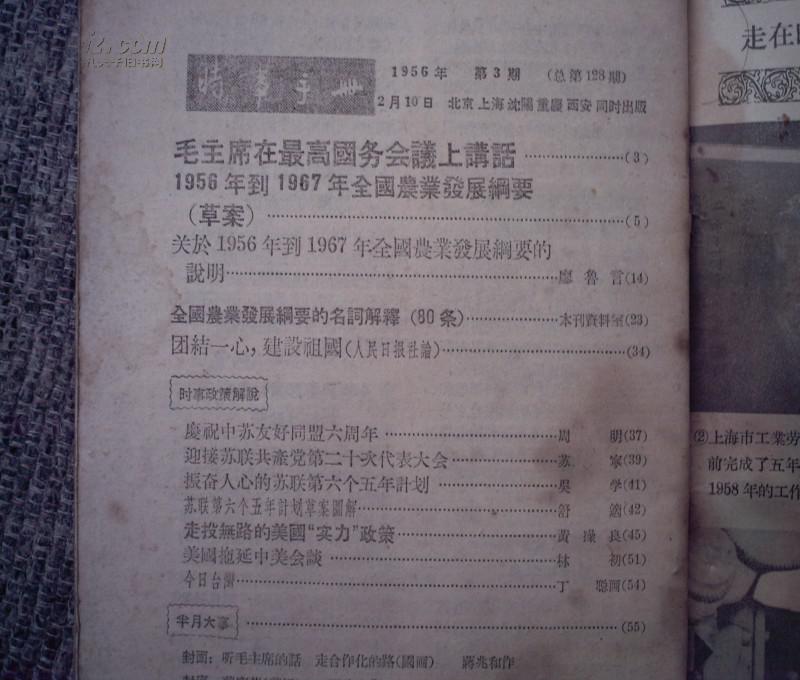 时事手册
1956年 第3期 (总第128期)
2月10日 北京 上海 沈陽 重慶 西安 同时出版
毛主席在最高國务会議上講話……(3)
1956年到1967年全國農業發展綱要
(草案)……(5)
关於1956年到1967年全國農業發展綱要的
說明……廖魯言(14)
全國農業發展綱要的名詞解釋(80条)……本刊資料室(23)
团結一心,建設祖國(人民日报社論)……(34)
时事政策解說
慶祝中苏友好同盟六周年……周 明(37)
迎接苏联共產党第二十次代表大会……苏 寧(39)
振奋人心的苏联第六个五年計划……吳 学(41)
苏联第六个五年計划草案圖解……舒 適(42)
走投無路的美國"实力"政策……黃操良(45)
美國拖延中美会談……林 初(51)
今日台灣……丁聰画(54)
半月大事……(55)
封面:听毛主席的話 走合作化的路(國画) 蔣兆和作
走在
②上海市工業劳
前完成了五年
1958年的工作